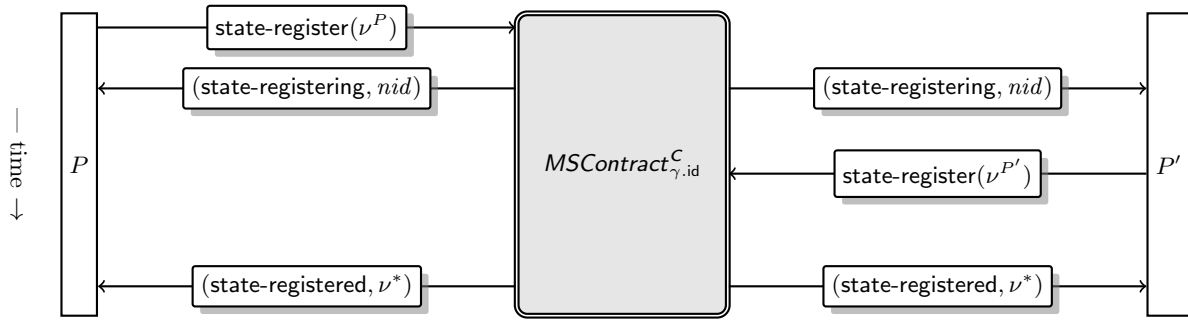 state-register(ν^P)
(state-registering, nid)
(state-registering, nid)
— time →
P
MSContract^C_γ.id
state-register(ν^P′)
P′
(state-registered, ν*)
(state-registered, ν*)